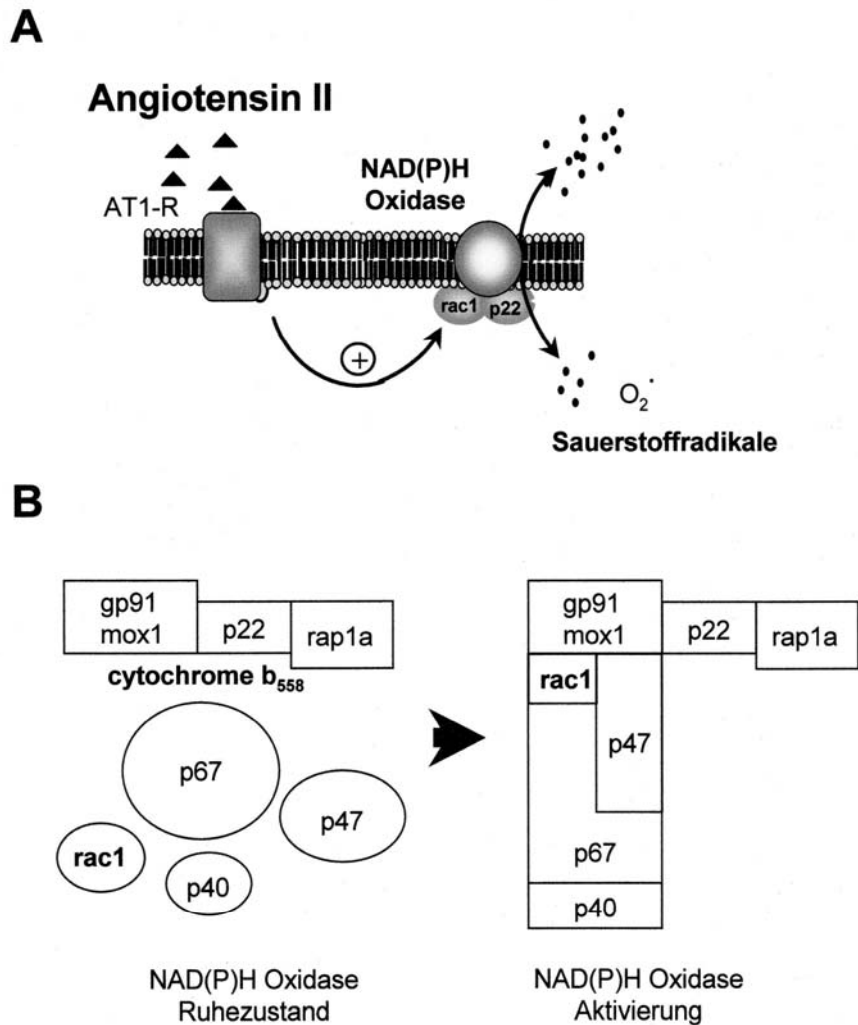 A
Angiotensin II
AT1-R
NAD(P)H
Oxidase
rac1
p22
+
O₂˙
Sauerstoffradikale
B
gp91
mox1
p22
rap1a
cytochrome b₅₅₈
p67
p47
rac1
p40
NAD(P)H Oxidase
Ruhezustand
gp91
mox1
p22
rap1a
rac1
p47
p67
p40
NAD(P)H Oxidase
Aktivierung